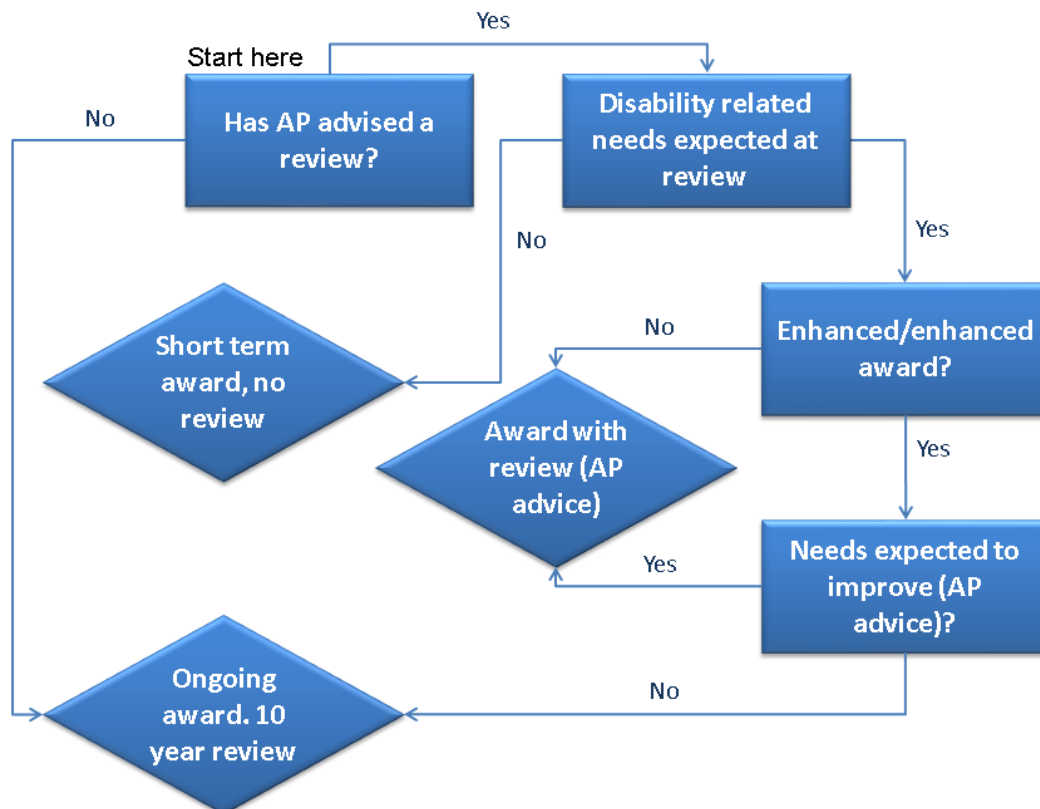 Yes
Start here
No
Has AP advised a
review?
Disability related
needs expected at
review
No
Yes
Short term
award, no
review
No
Enhanced/enhanced
award?
Award with
review (AP
advice)
Yes
Yes
Needs expected to
improve (AP
advice)?
Ongoing
award. 10
year review
No